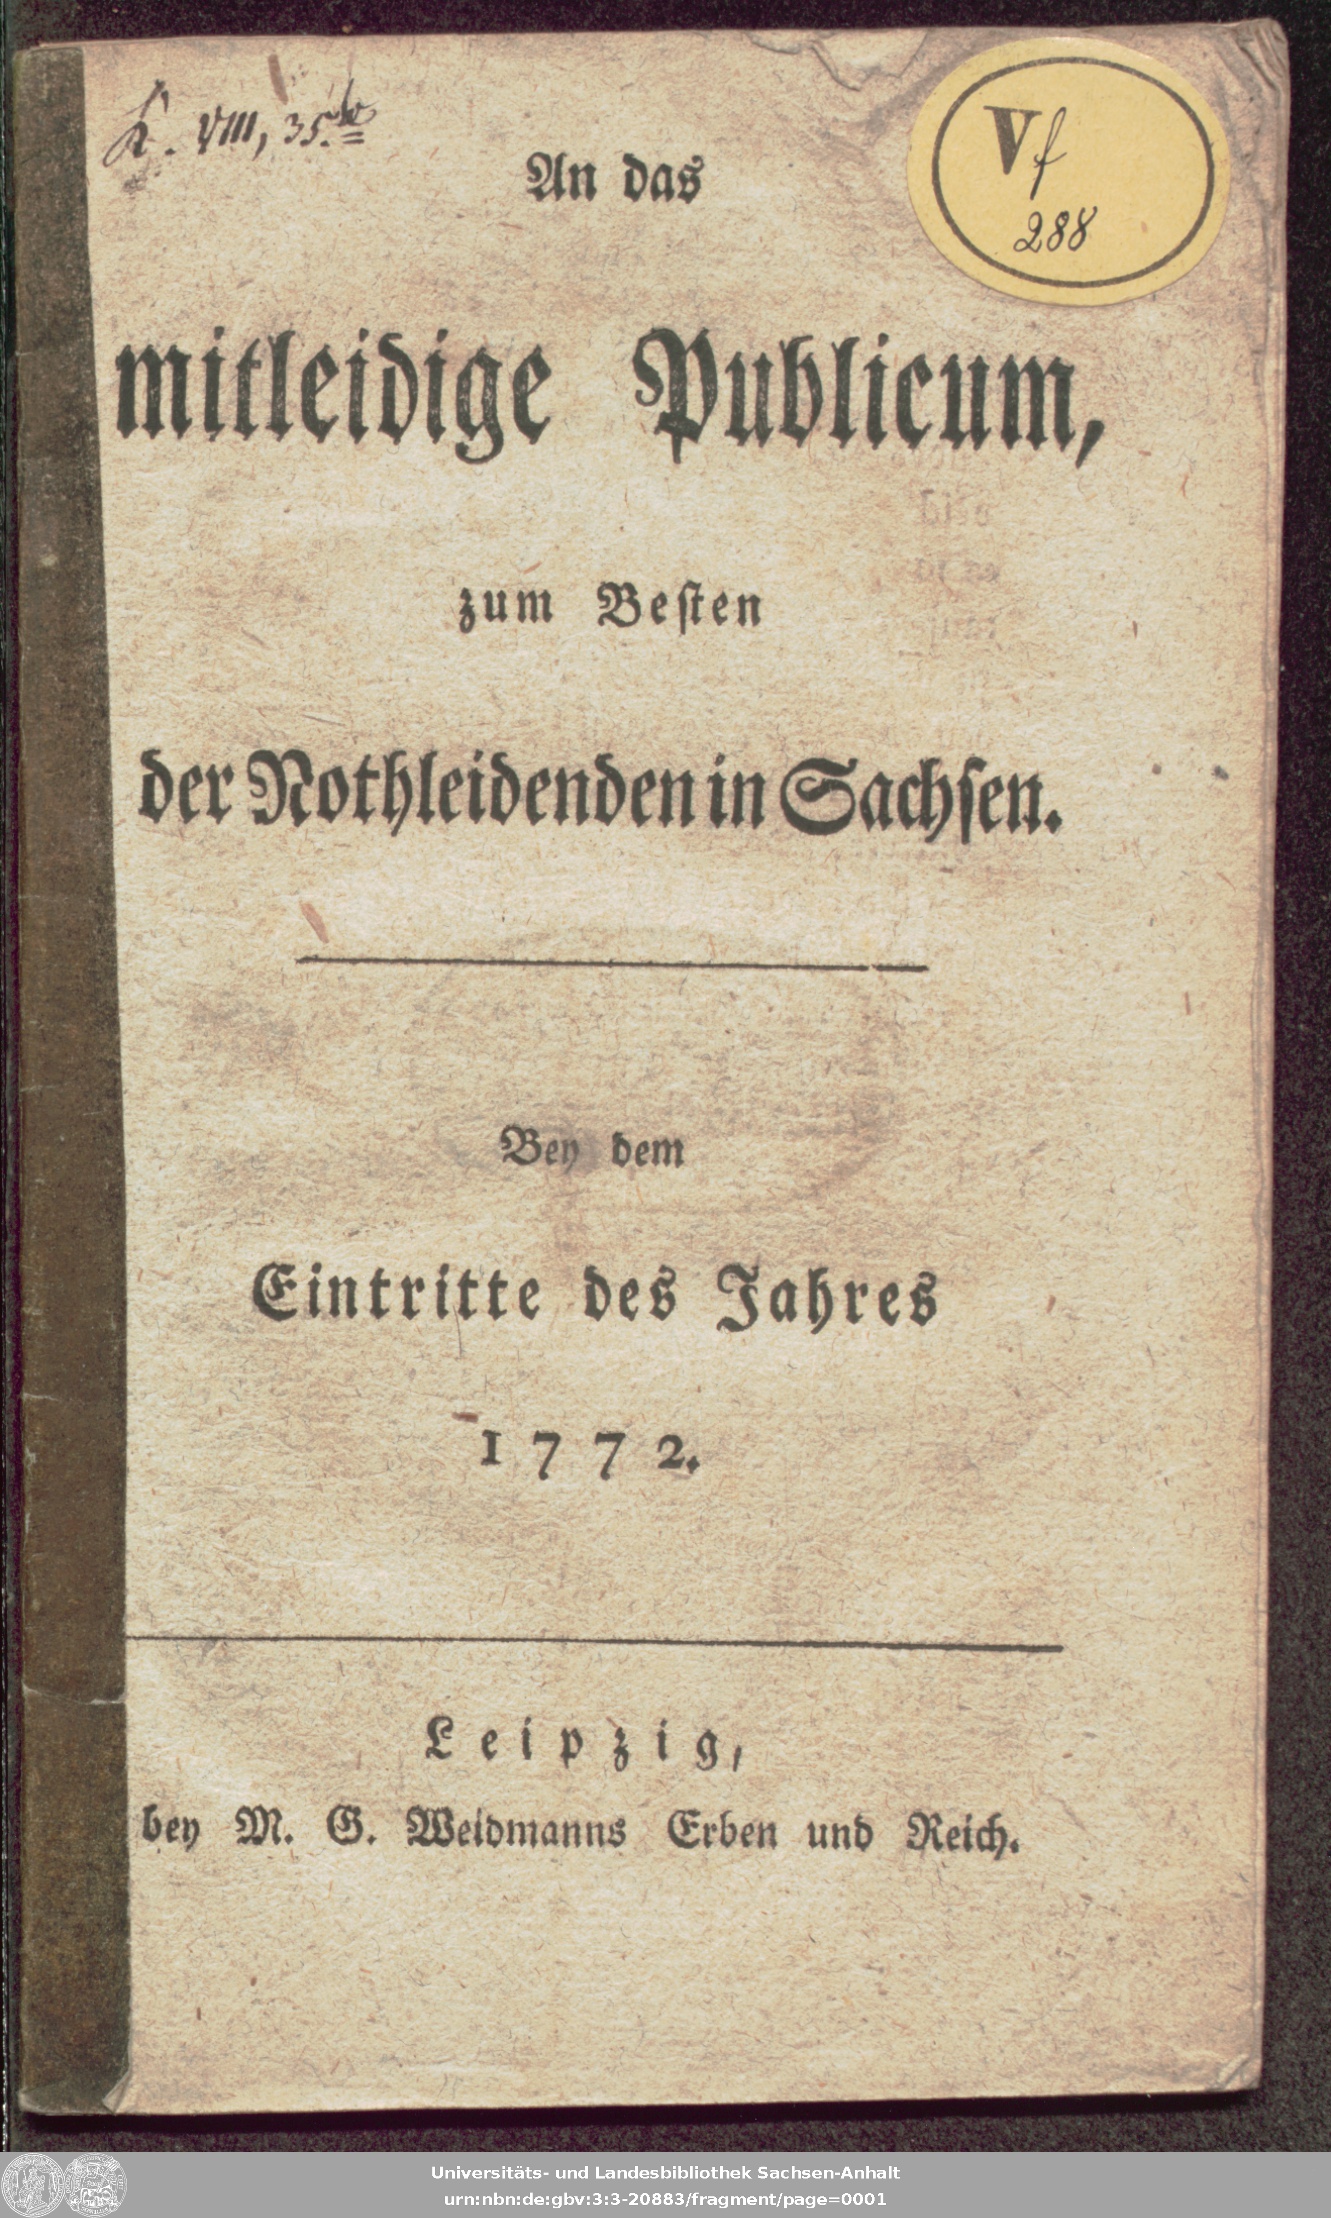 K. VIII, 35.b
Vf
288
An das
mitleidige Publicum,
zum Beſten
der Nothleidenden in Sachſen.
Bey dem
Eintritte des Jahres
1772.
Leipzig,
bey M. G. Weidmanns Erben und Reich.
Universitäts- und Landesbibliothek Sachsen-Anhalt
urn:nbn:de:gbv:3:3-20883/fragment/page=0001